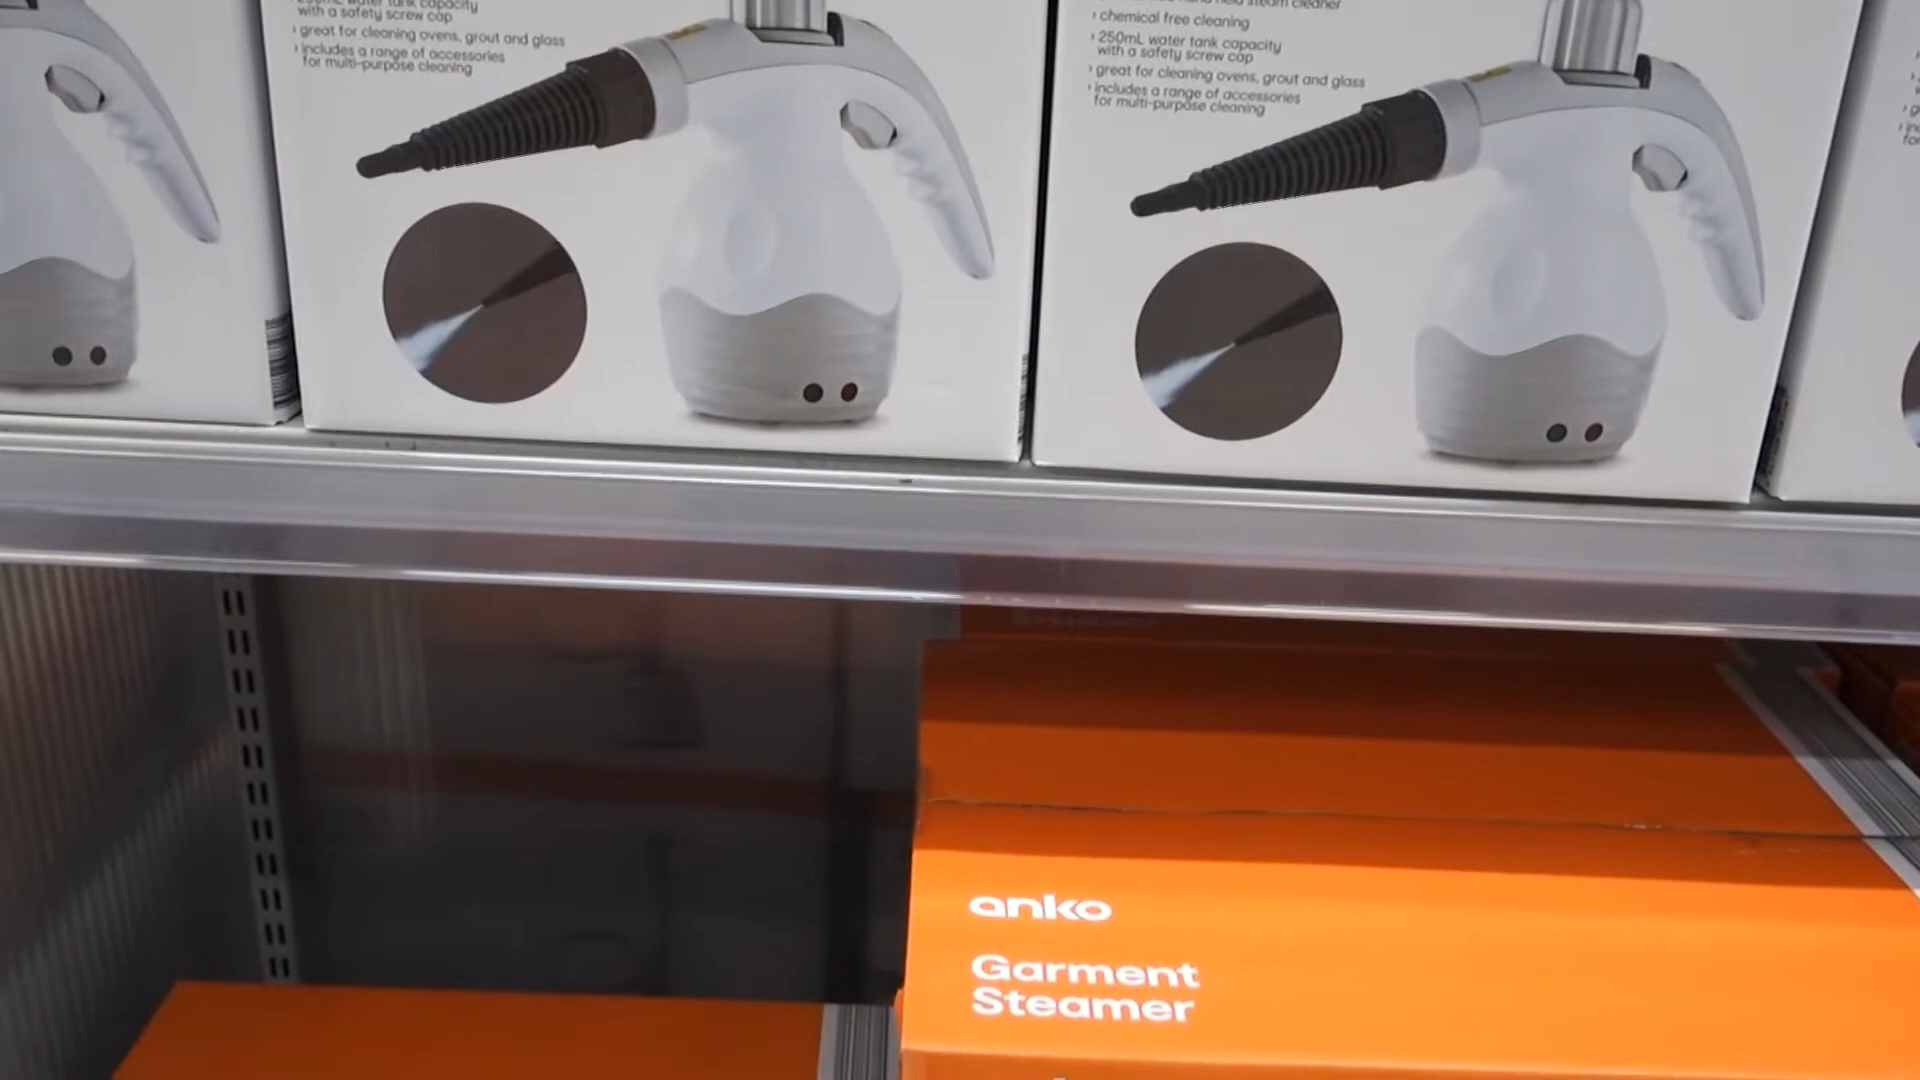 with a safety screw cap
› great for cleaning ovens, grout and glass
› includes a range of accessories
for multi-purpose cleaning
steam cleaner
› chemical free cleaning
› 250mL water tank capacity
with a safety screw cap
› great for cleaning ovens, grout and glass
› includes a range of accessories
for multi-purpose cleaning
anko
Garment
Steamer